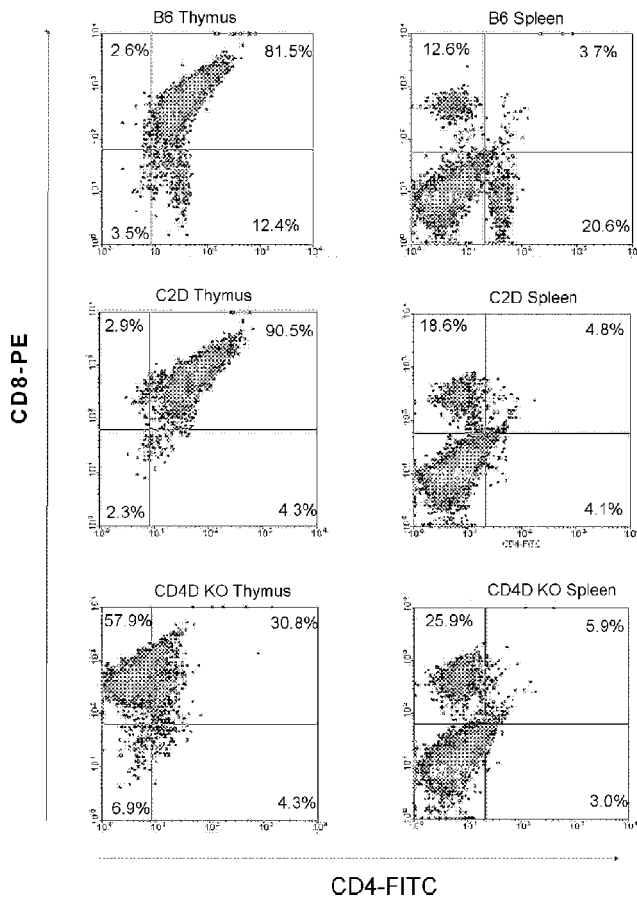 B6 Thymus
B6 Spleen
2.6%
81.5%
12.6%
3.7%
3.5%
12.4%
20.6%
C2D Thymus
C2D Spleen
2.9%
90.5%
18.6%
4.8%
2.3%
4.3%
4.1%
CD4-FITC
CD8-PE
CD4D KO Thymus
CD4D KO Spleen
57.9%
30.8%
25.9%
5.9%
6.9%
4.3%
3.0%
CD4-FITC